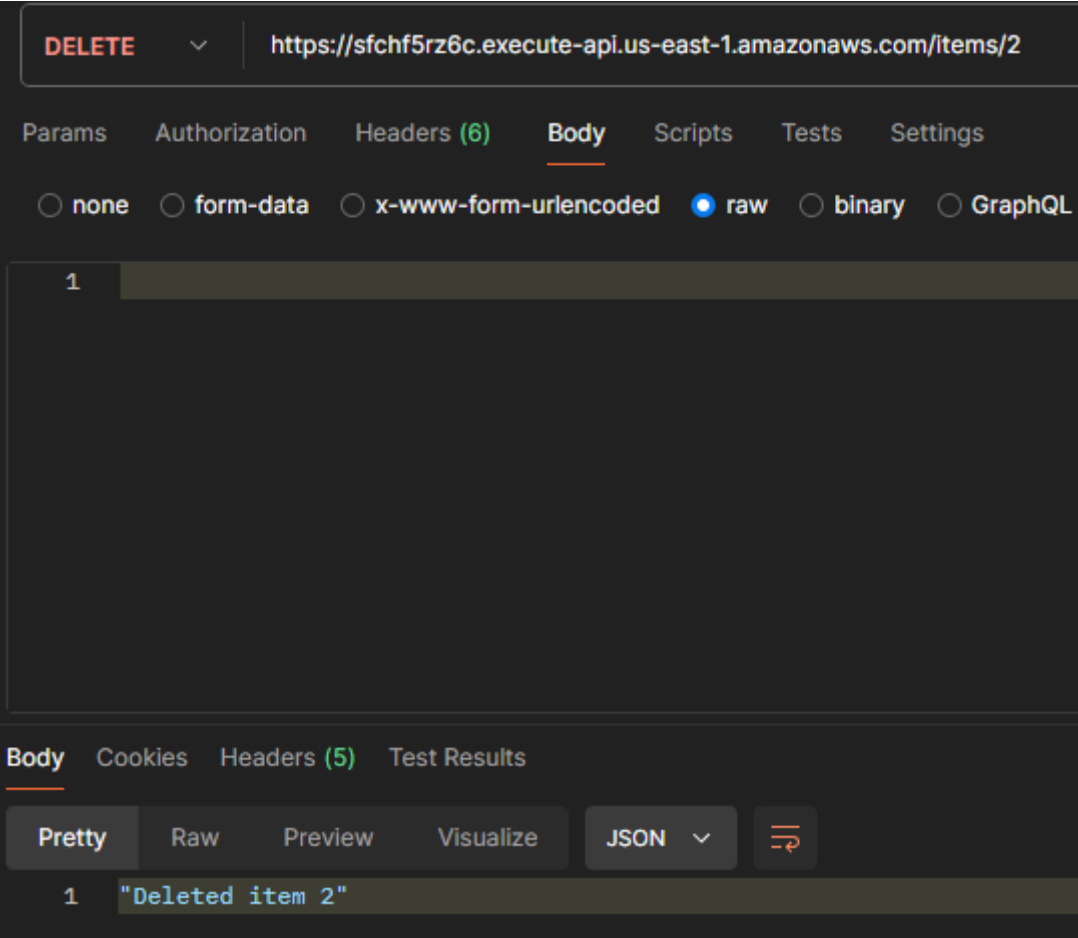 DELETE https://sfchf5rz6c.execute-api.us-east-1.amazonaws.com/items/2
Params Authorization Headers (6) Body Scripts Tests Settings
none form-data x-www-form-urlencoded raw binary GraphQL
1
Body Cookies Headers (5) Test Results
Pretty Raw Preview Visualize JSON
1 "Deleted item 2"